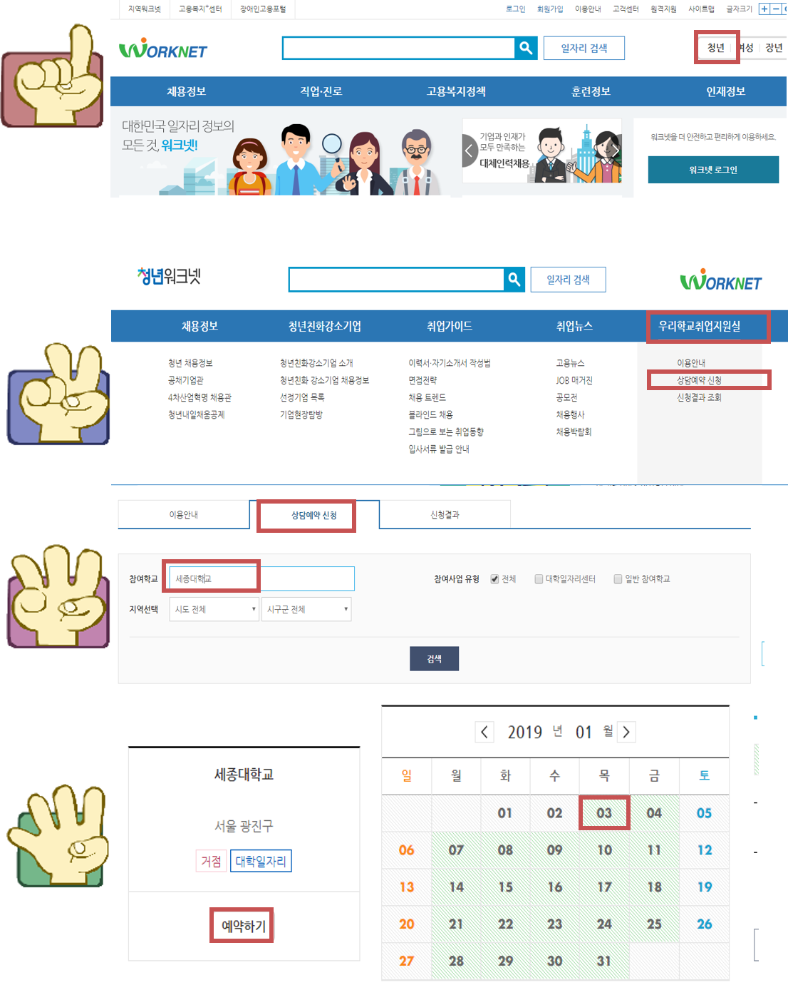 지역워크넷 고용복지+센터 장애인고용포털 로그인 회원가입 이용안내 고객센터 원격지원 사이트맵 글자크기 + −
WORKNET 일자리 검색 청년 여성 장년
채용정보 직업·진로 고용복지정책 훈련정보 인재정보
대한민국 일자리 정보의
모든 것, 워크넷!
기업과 인재가
모두 만족하는
대체인력채용
워크넷을 더 안전하고 편리하게 이용하세요.
워크넷 로그인
청년워크넷 일자리 검색 WORKNET
채용정보 청년친화강소기업 취업가이드 취업뉴스 우리학교취업지원실
청년 채용정보 청년친화강소기업 소개 이력서·자기소개서 작성법 고용뉴스 이용안내
공채기업관 청년친화 강소기업 채용정보 면접전략 JOB 매거진 상담예약 신청
4차산업혁명 채용관 선정기업 목록 채용 트렌드 공모전 신청결과 조회
청년내일채움공제 기업현장탐방 블라인드 채용 채용행사
그림으로 보는 취업동향 채용박람회
입사서류 발급 안내
이용안내 상담예약 신청 신청결과
참여학교 세종대학교 참여사업 유형 전체 대학일자리센터 일반 참여학교
지역선택 시도 전체 시구군 전체
검색
세종대학교
서울 광진구
거점 대학일자리
예약하기
2019 년 01 월
일 월 화 수 목 금 토
01 02 03 04 05
06 07 08 09 10 11 12
13 14 15 16 17 18 19
20 21 22 23 24 25 26
27 28 29 30 31